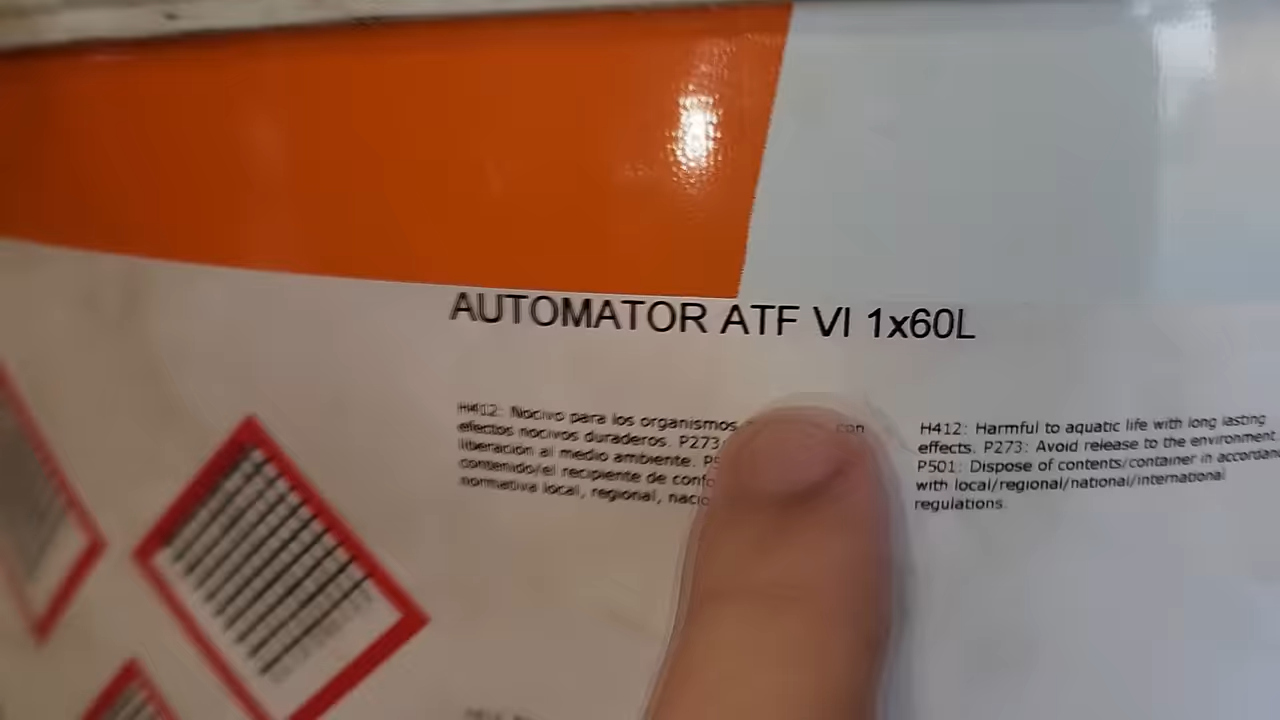 AUTOMATOR ATF VI 1x60L
H412: Nocivo para los organismos con
efectos nocivos duraderos. P273
liberación al medio ambiente.
contenido/el recipiente de
normativa local, regional,
H412: Harmful to aquatic life with long lasting
effects. P273: Avoid release to the environment
P501: Dispose of contents/container in
with local/regional/national/international
regulations.